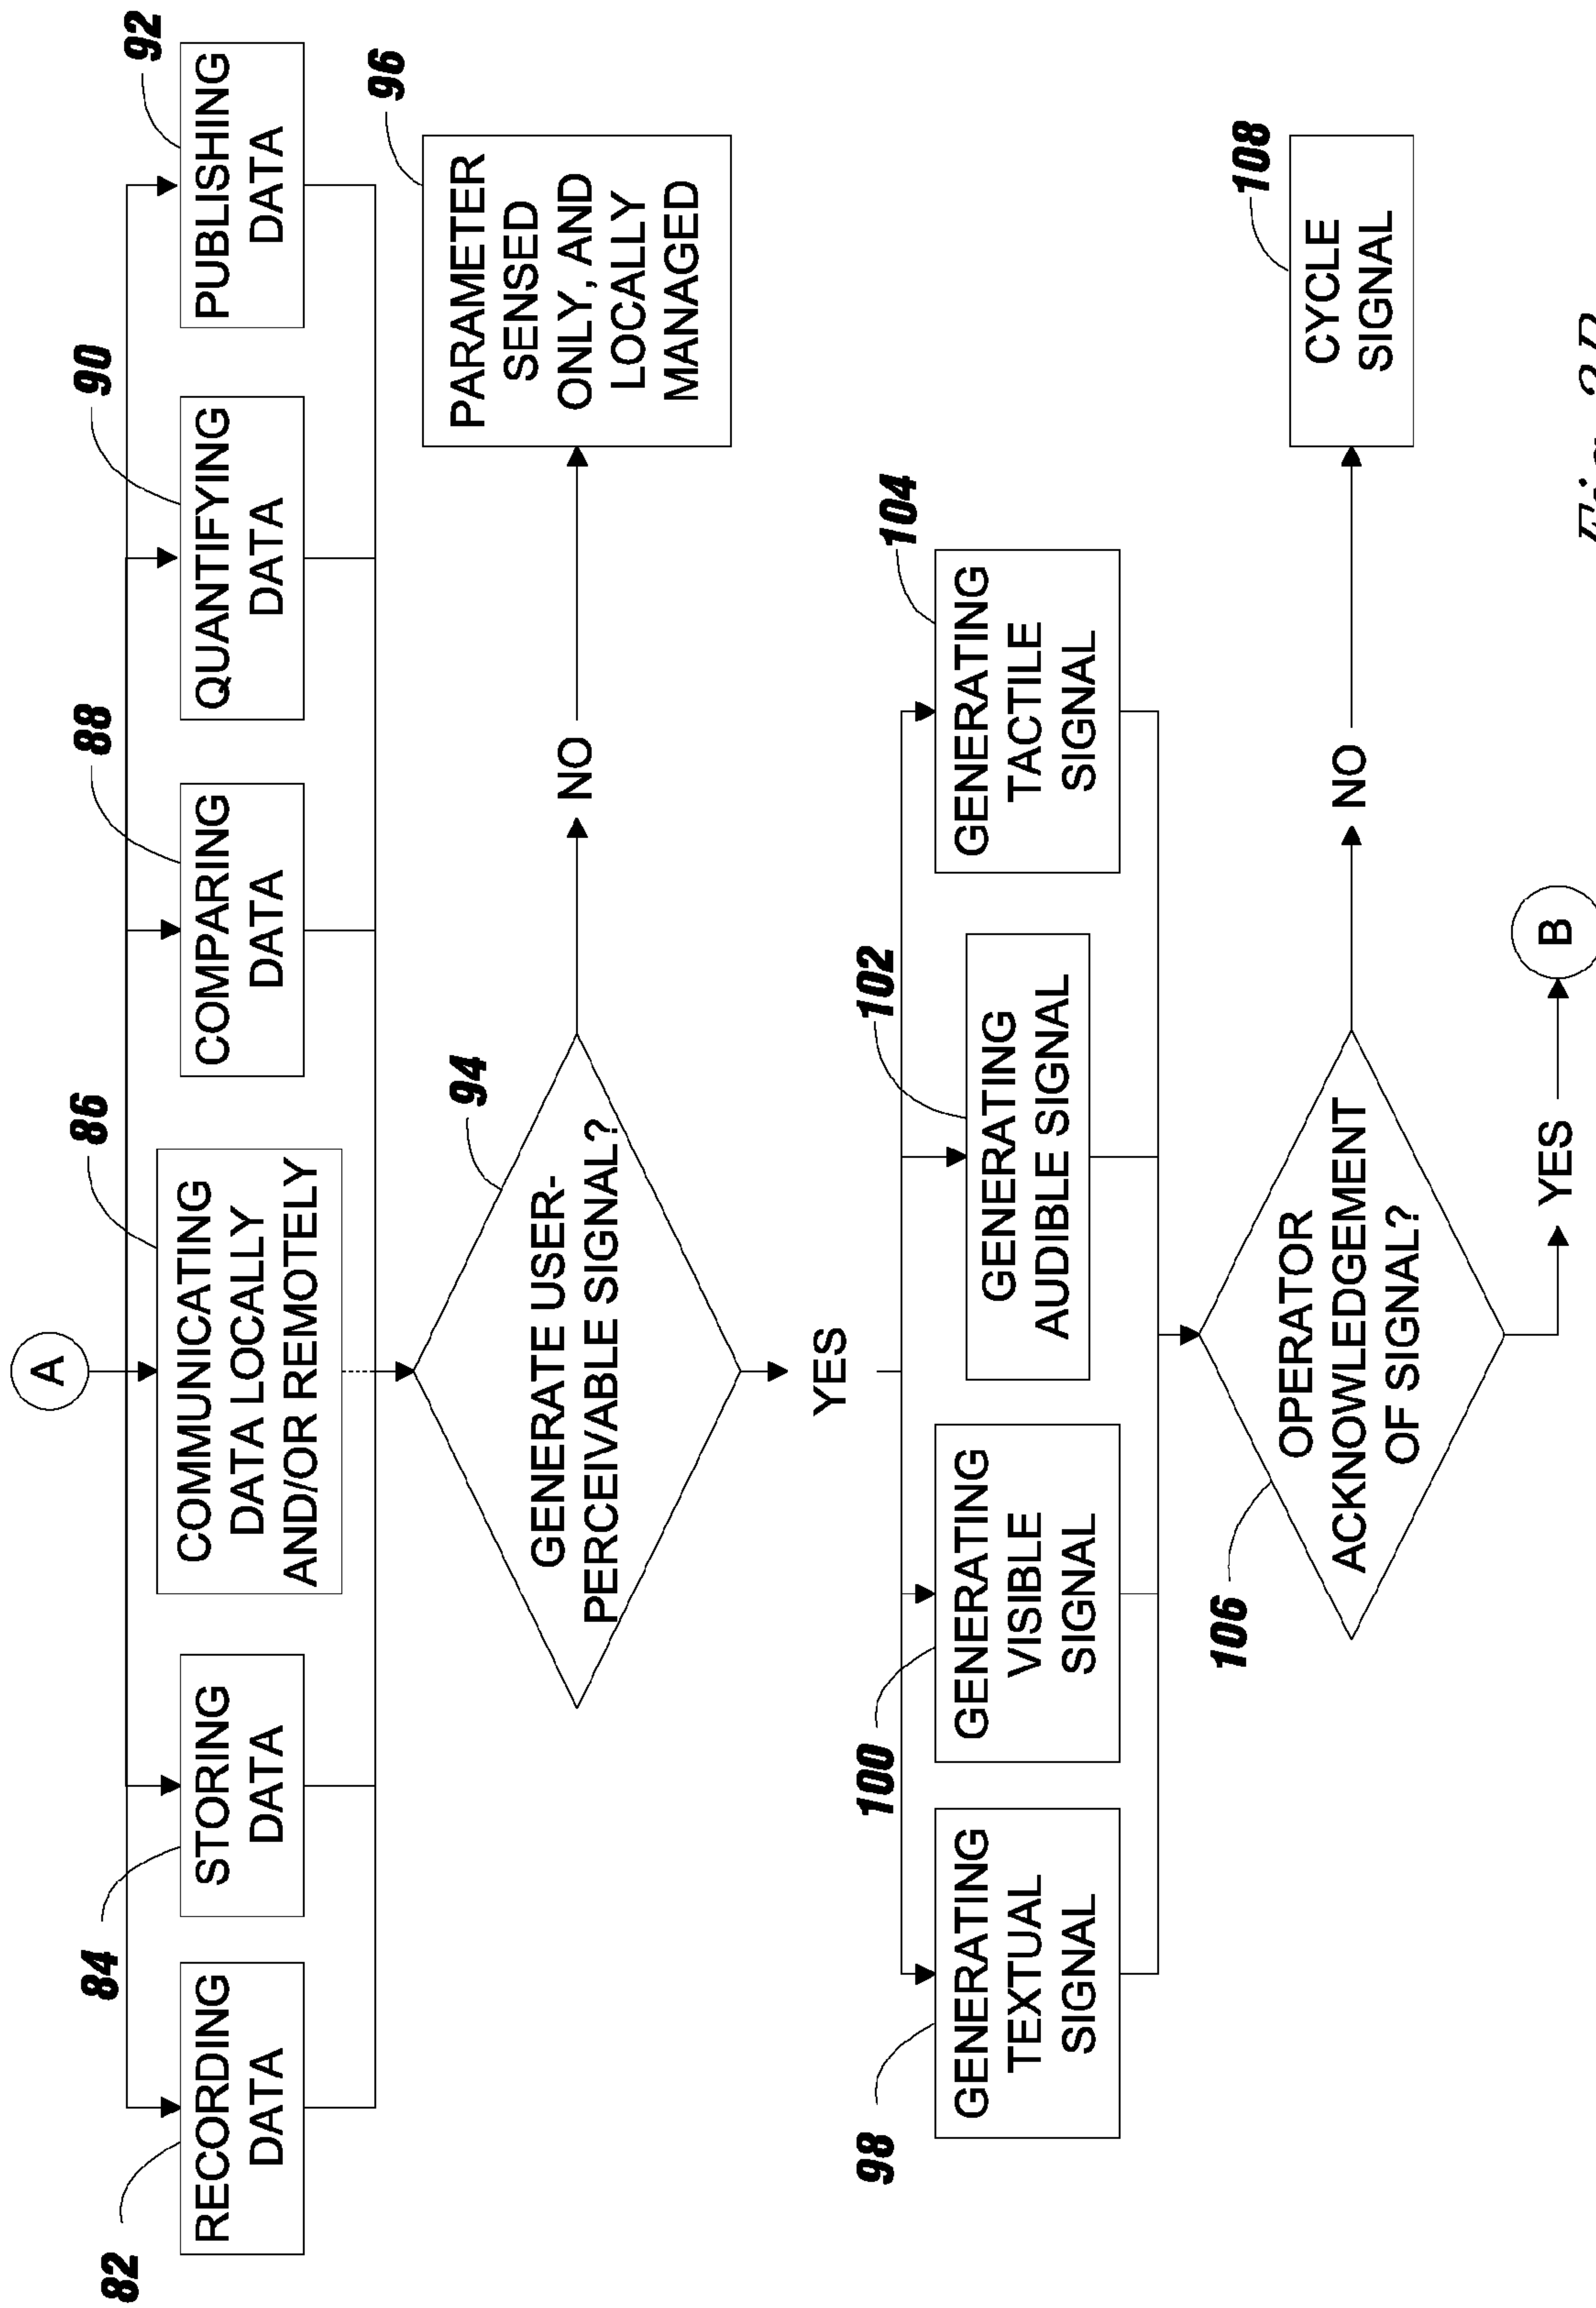 A
82
RECORDING
DATA
84
STORING
DATA
86
COMMUNICATING
DATA LOCALLY
AND/OR REMOTELY
88
COMPARING
DATA
90
QUANTIFYING
DATA
92
PUBLISHING
DATA
94
GENERATE USER-
PERCEIVABLE SIGNAL?
NO
96
PARAMETER
SENSED
ONLY, AND
LOCALLY
MANAGED
YES
98
GENERATING
TEXTUAL
SIGNAL
100
GENERATING
VISIBLE
SIGNAL
102
GENERATING
AUDIBLE SIGNAL
104
GENERATING
TACTILE
SIGNAL
106
OPERATOR
ACKNOWLEDGEMENT
OF SIGNAL?
NO
108
CYCLE
SIGNAL
YES
B